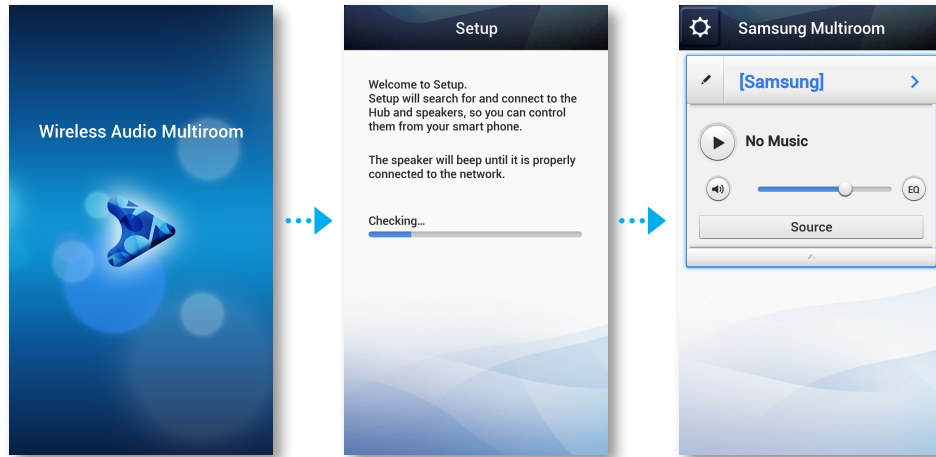 Wireless Audio Multiroom
Setup
Welcome to Setup.
Setup will search for and connect to the
Hub and speakers, so you can control
them from your smart phone.
The speaker will beep until it is properly
connected to the network.
Checking...
Samsung Multiroom
[Samsung]
No Music
EQ
Source